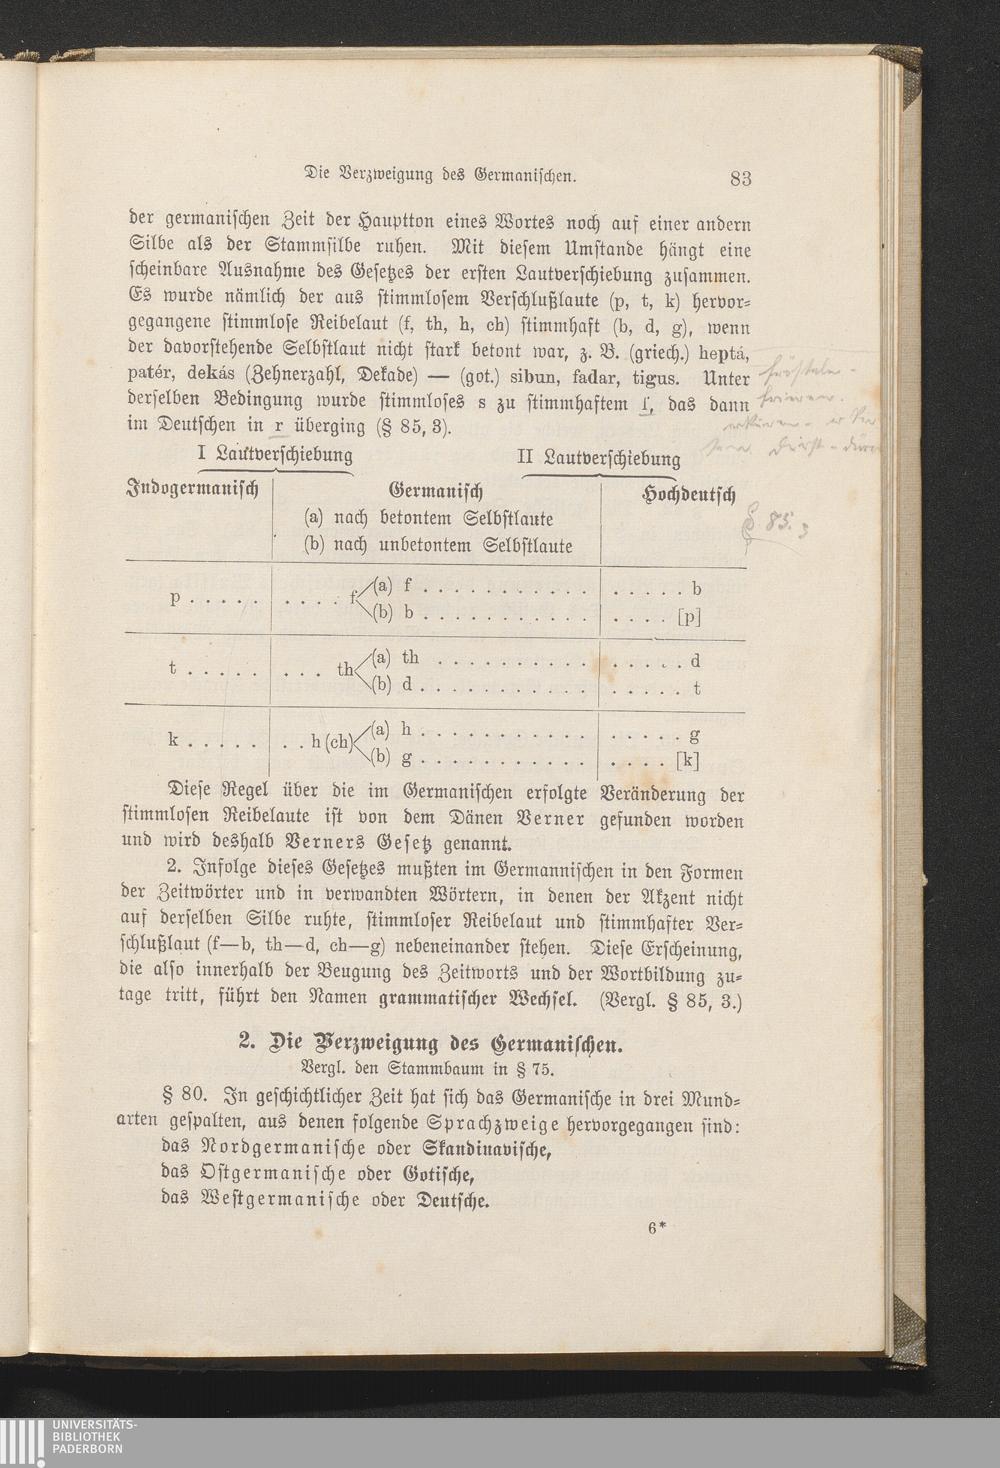 Die Verzweigung des Germanischen. 83
der germanischen Zeit der Hauptton eines Wortes noch auf einer andern
Silbe als der Stammsilbe ruhen. Mit diesem Umstande hängt eine
scheinbare Ausnahme des Gesetzes der ersten Lautverschiebung zusammen.
Es wurde nämlich der aus stimmlosem Verschlußlaute (p, t, k) hervor-
gegangene stimmlose Reibelaut (f, th, h, ch) stimmhaft (b, d, g), wenn
der davorstehende Selbstlaut nicht stark betont war, z. B. (griech.) heptá,
patér, dekás (Zehnerzahl, Dekade) — (got.) sibun, fadar, tigus. Unter
derselben Bedingung wurde stimmloses s zu stimmhaftem ſ, das dann
im Deutschen in r überging (§ 85, 3).
frieren.
§ 85. 3
I Lautverschiebung II Lautverschiebung
Indogermanisch Germanisch Hochdeutsch
(a) nach betontem Selbstlaute
(b) nach unbetontem Selbstlaute
p . . . . . . . . . f (a) f . . . . . . . . . . . . . . . . b
(b) b . . . . . . . . . . . . . . . [p]
t . . . . . . . . th (a) th . . . . . . . . . . . . . . . d
(b) d . . . . . . . . . . . . . . . . t
k . . . . . . . h (ch) (a) h . . . . . . . . . . . . . . . . g
(b) g . . . . . . . . . . . . . . . [k]
Diese Regel über die im Germanischen erfolgte Veränderung der
stimmlosen Reibelaute ist von dem Dänen Verner gefunden worden
und wird deshalb Verners Gesetz genannt.
2. Infolge dieses Gesetzes mußten im Germannischen in den Formen
der Zeitwörter und in verwandten Wörtern, in denen der Akzent nicht
auf derselben Silbe ruhte, stimmloser Reibelaut und stimmhafter Ver-
schlußlaut (f—b, th—d, ch—g) nebeneinander stehen. Diese Erscheinung,
die also innerhalb der Beugung des Zeitworts und der Wortbildung zu-
tage tritt, führt den Namen grammatischer Wechsel. (Vergl. § 85, 3.)
2. Die Verzweigung des Germanischen.
Vergl. den Stammbaum in § 75.
§ 80. In geschichtlicher Zeit hat sich das Germanische in drei Mund-
arten gespalten, aus denen folgende Sprachzweige hervorgegangen sind:
das Nordgermanische oder Skandinavische,
das Ostgermanische oder Gotische,
das Westgermanische oder Deutsche.
6*
UNIVERSITÄTS-
BIBLIOTHEK
PADERBORN